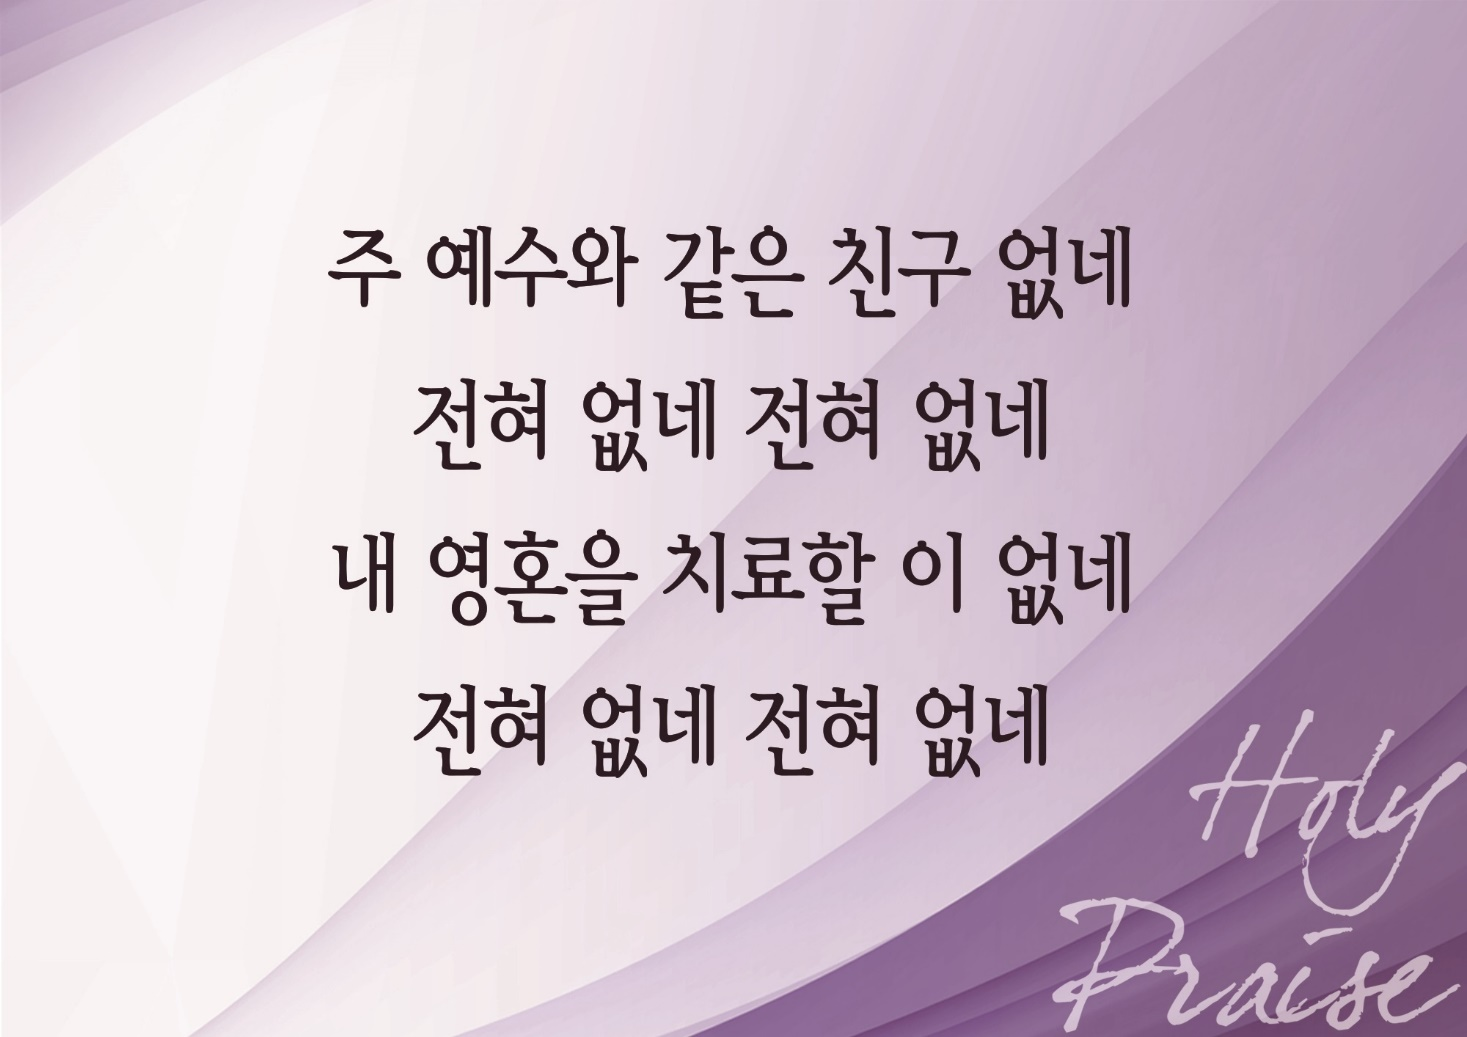 주 예수와 같은 친구 없네
전혀 없네 전혀 없네
내 영혼을 치료할 이 없네
전혀 없네 전혀 없네
Holy
Praise